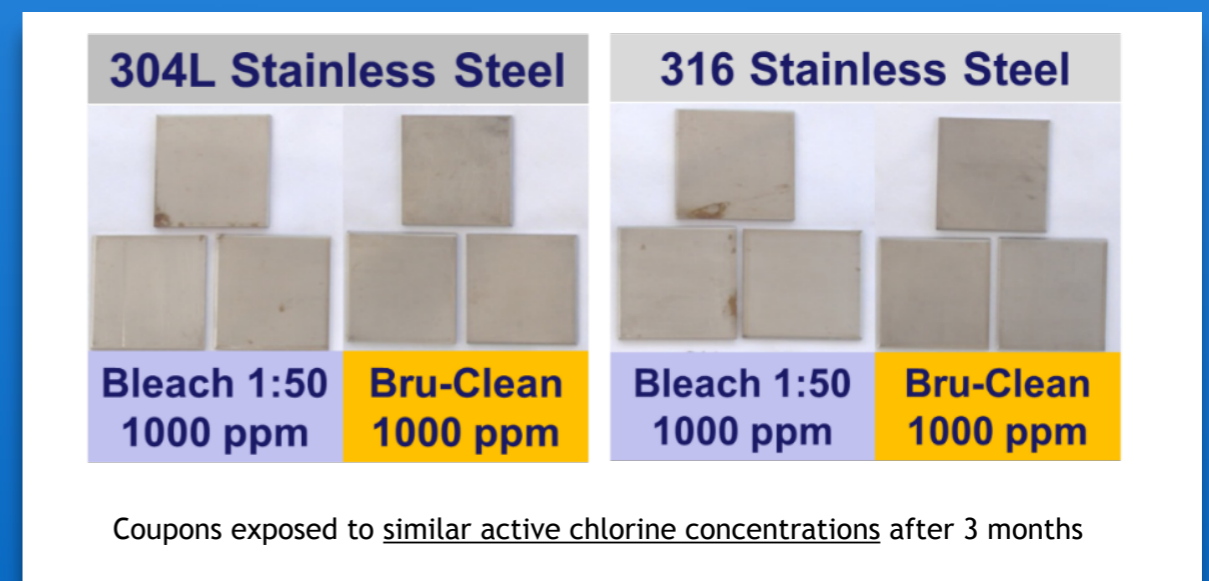 304L Stainless Steel
316 Stainless Steel
Bleach 1:50
1000 ppm
Bru-Clean
1000 ppm
Bleach 1:50
1000 ppm
Bru-Clean
1000 ppm
Coupons exposed to similar active chlorine concentrations after 3 months